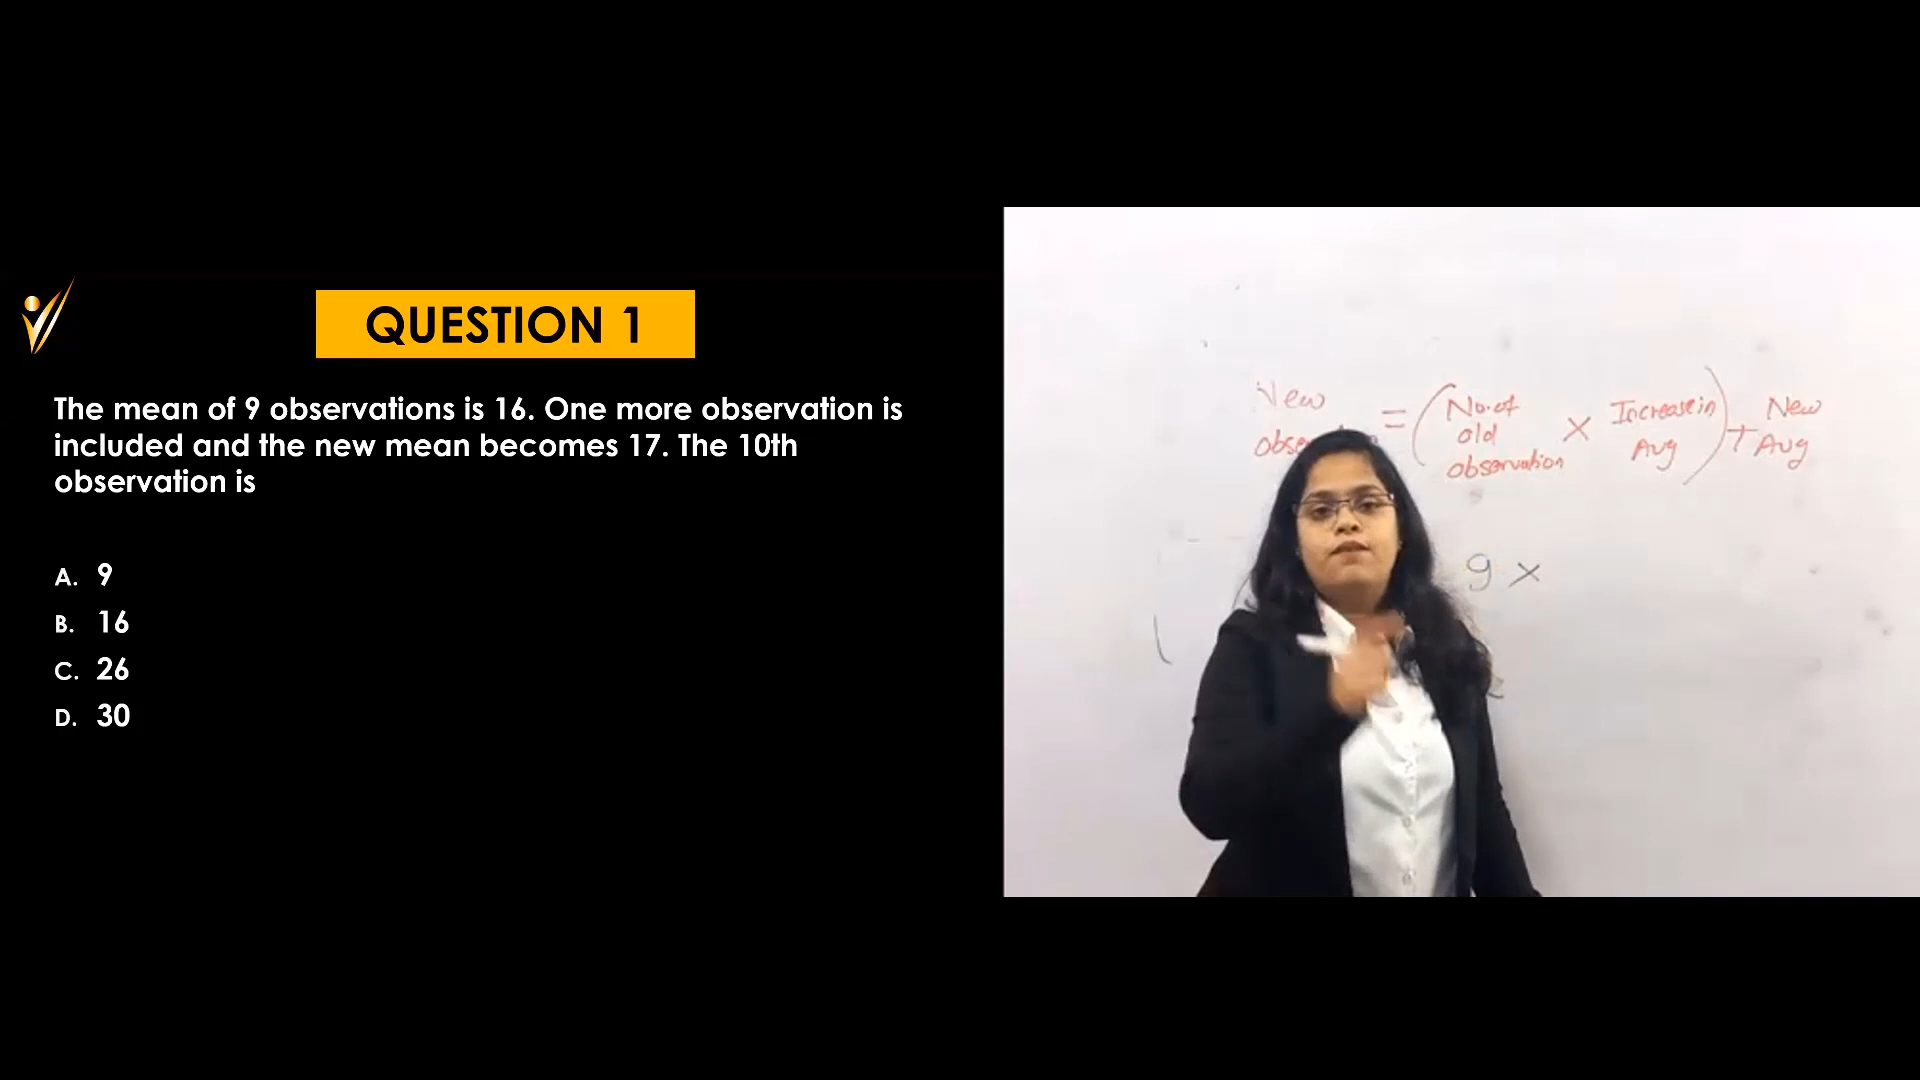 QUESTION 1
The mean of 9 observations is 16. One more observation is
included and the new mean becomes 17. The 10th
observation is
A. 9
B. 16
C. 26
D. 30
New = ( No.of × Increase in ) + New
old Avg Avg
observation
9 ×